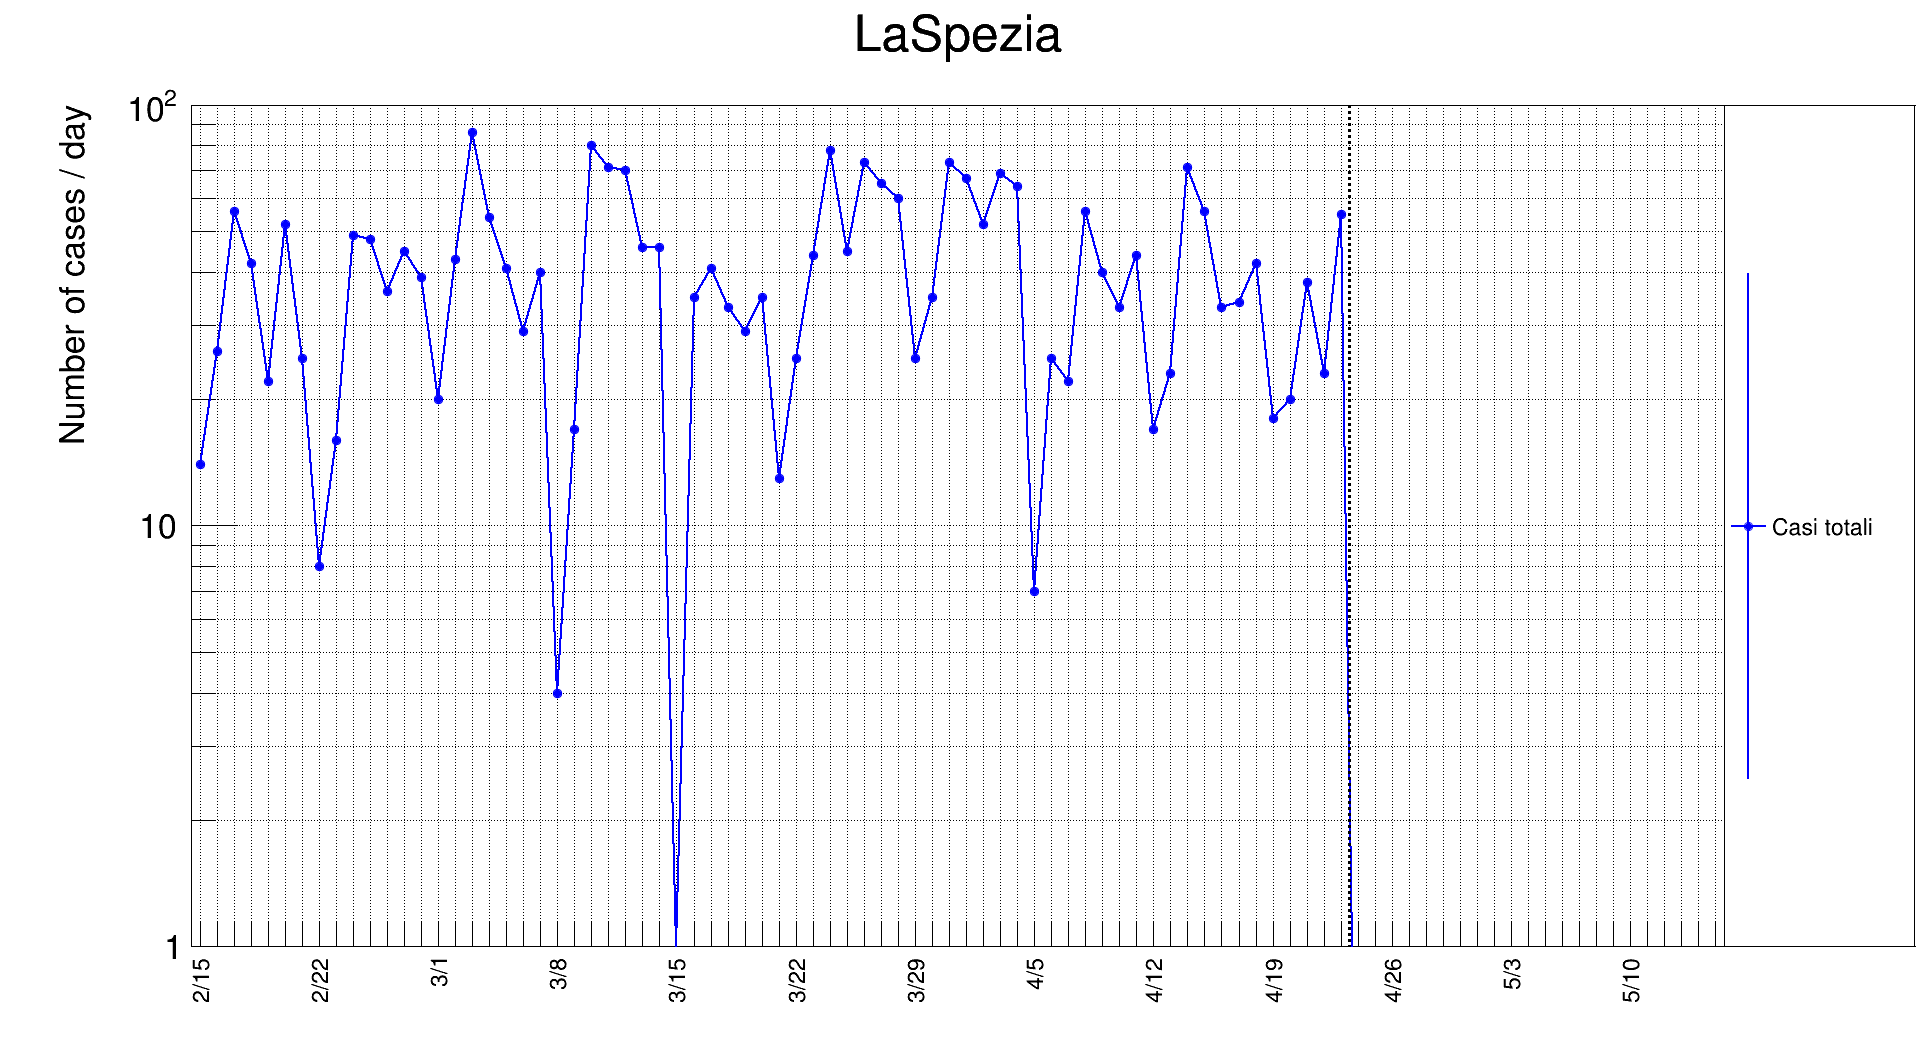 LaSpezia
Number of cases / day
10²
10
1
2/15 2/22 3/1 3/8 3/15 3/22 3/29 4/5 4/12 4/19 4/26 5/3 5/10
Casi totali